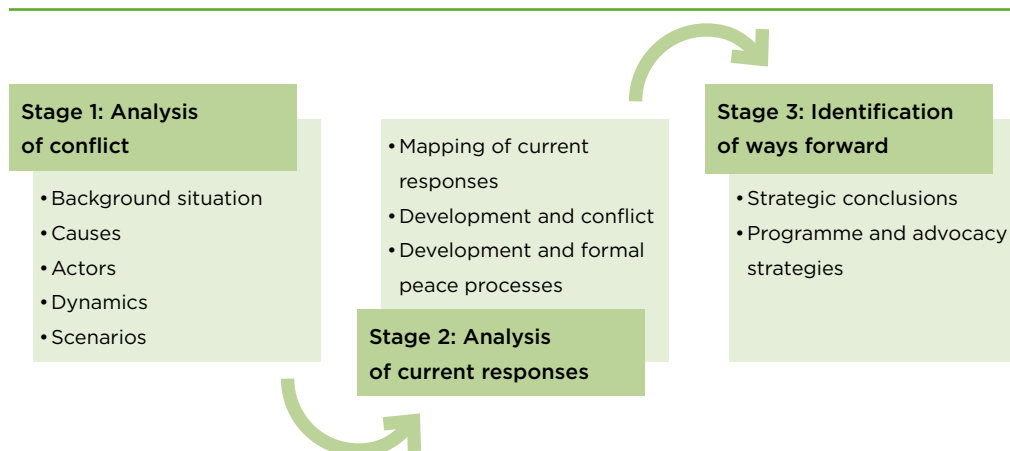 Stage 1: Analysis
of conflict
• Background situation
• Causes
• Actors
• Dynamics
• Scenarios
• Mapping of current
responses
• Development and conflict
• Development and formal
peace processes
Stage 2: Analysis
of current responses
Stage 3: Identification
of ways forward
• Strategic conclusions
• Programme and advocacy
strategies